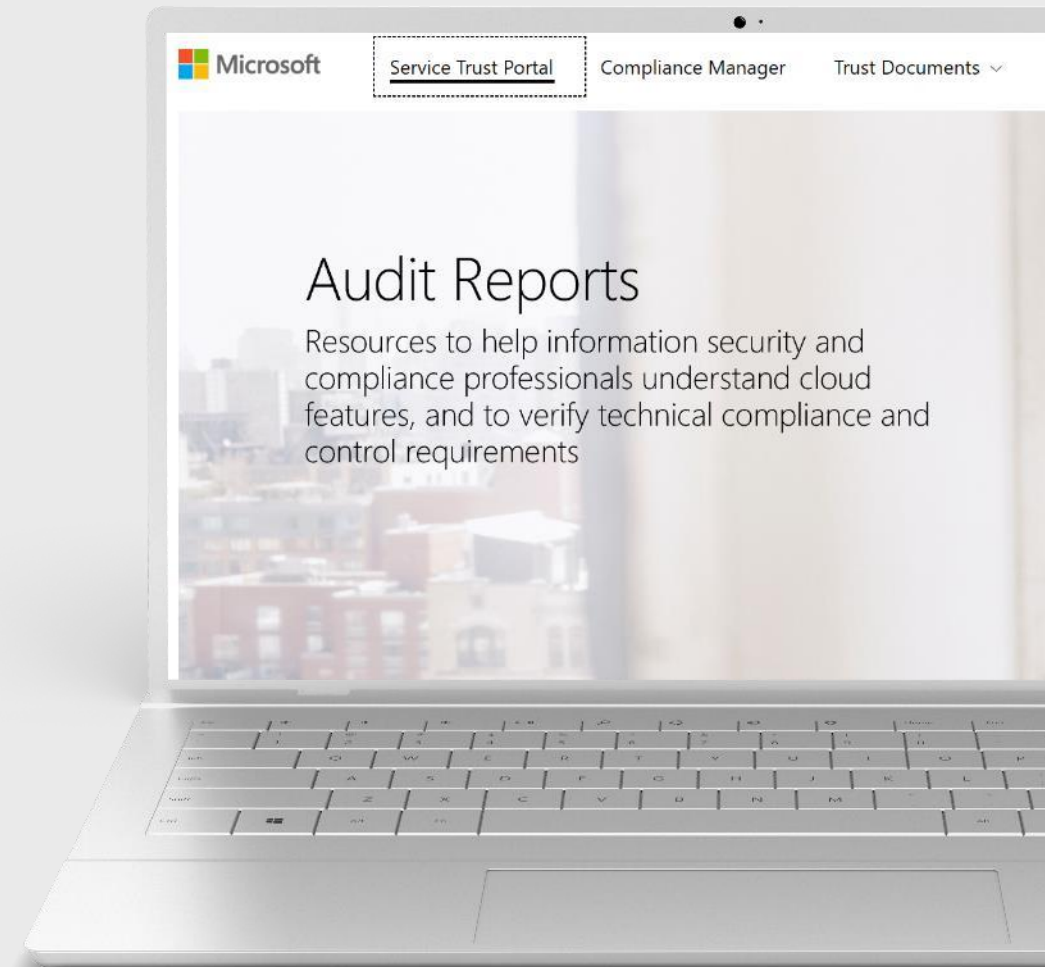 Microsoft
Service Trust Portal
Compliance Manager
Trust Documents
Audit Reports
Resources to help information security and
compliance professionals understand cloud
features, and to verify technical compliance and
control requirements
Q W E R T Y U I O P
A S D F G H J K L
Z X C V B N M